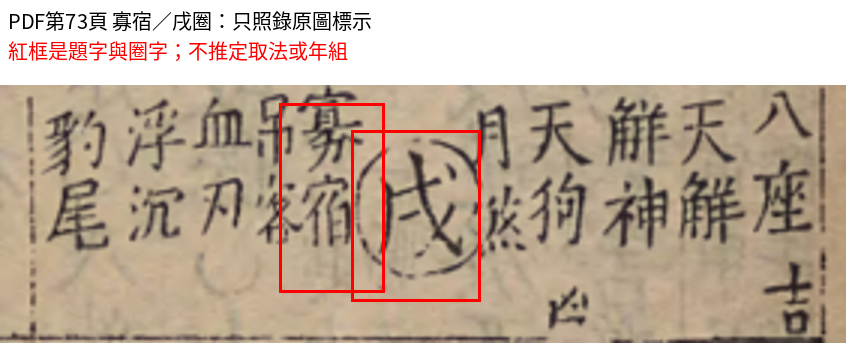 PDF第73頁 寡宿／戌圈：只照錄原圖標示
紅框是題字與圈字；不推定取法或年組
八座吉
天觧
觧神
天狗凶
月煞
戌
寡宿
吊客
血刃
浮沉
豹尾